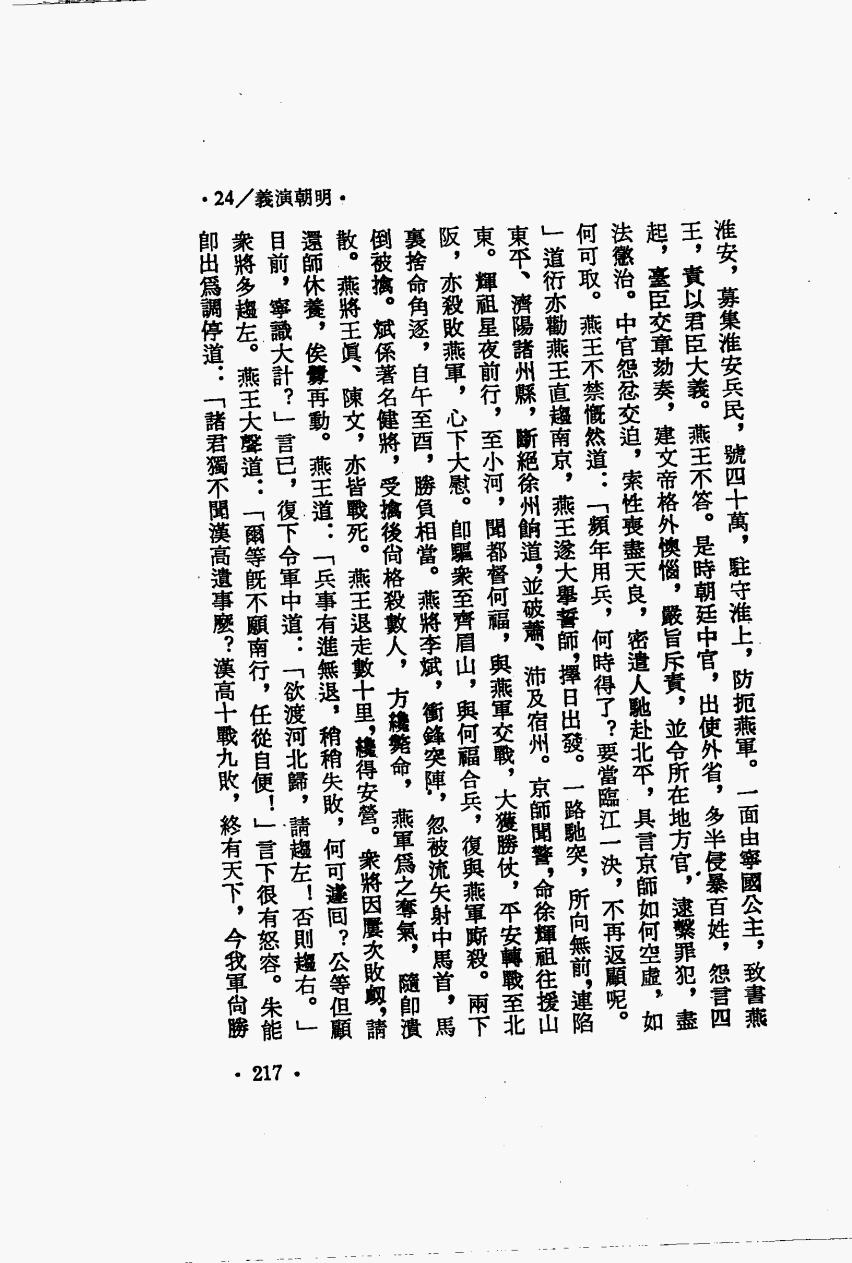 ・24／義演朝明・
淮安，募集淮安兵民，號四十萬，駐守淮上，防扼燕軍。一面由寧國公主，致書燕
王，責以君臣大義。燕王不答。是時朝廷中官，出使外省，多半侵暴百姓，怨言四
起，臺臣交章劾奏，建文帝格外懊惱，嚴旨斥責，並令所在地方官，逮繫罪犯，盡
法懲治。中官怨忿交迫，索性喪盡天良，密遣人馳赴北平，具言京師如何空虛，如
何可取。燕王不禁慨然道：「頻年用兵，何時得了？要當臨江一決，不再返顧呢。
」道衍亦勸燕王直趨南京，燕王遂大舉誓師，擇日出發。一路馳突，所向無前，連陷
東平、濟陽諸州縣，斷絕徐州餉道，並破蕭、沛及宿州。京師聞警，命徐輝祖往援山
東。輝祖星夜前行，至小河，聞都督何福，與燕軍交戰，大獲勝仗，平安轉戰至北
阪，亦殺敗燕軍，心下大慰。卽驅衆至齊眉山，與何福合兵，復與燕軍廝殺。兩下
裏捨命角逐，自午至酉，勝負相當。燕將李斌，衝鋒突陣，忽被流矢射中馬首，馬
倒被擒。斌係著名健將，受擒後尙格殺數人，方纔斃命，燕軍爲之奪氣，隨卽潰
散。燕將王眞、陳文，亦皆戰死。燕王退走數十里，纔得安營。衆將因屢次敗衂，請
還師休養，俟釁再動。燕王道：「兵事有進無退，稍稍失敗，何可遽回？公等但顧
目前，寧識大計？」言已，復下令軍中道：「欲渡河北歸，請趨左！否則趨右。」
衆將多趨左。燕王大聲道：「爾等旣不願南行，任從自便！」言下很有怒容。朱能
卽出爲調停道：「諸君獨不聞漢高遺事麽？漢高十戰九敗，終有天下，今我軍尙勝
・217・